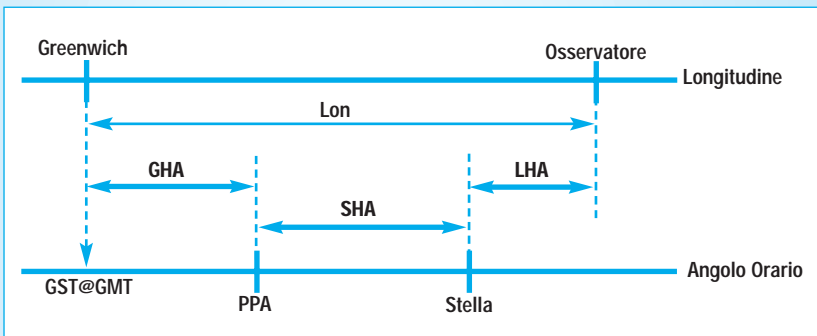 Greenwich
Osservatore
Longitudine
Lon
GHA
LHA
SHA
Angolo Orario
GST@GMT
PPA
Stella